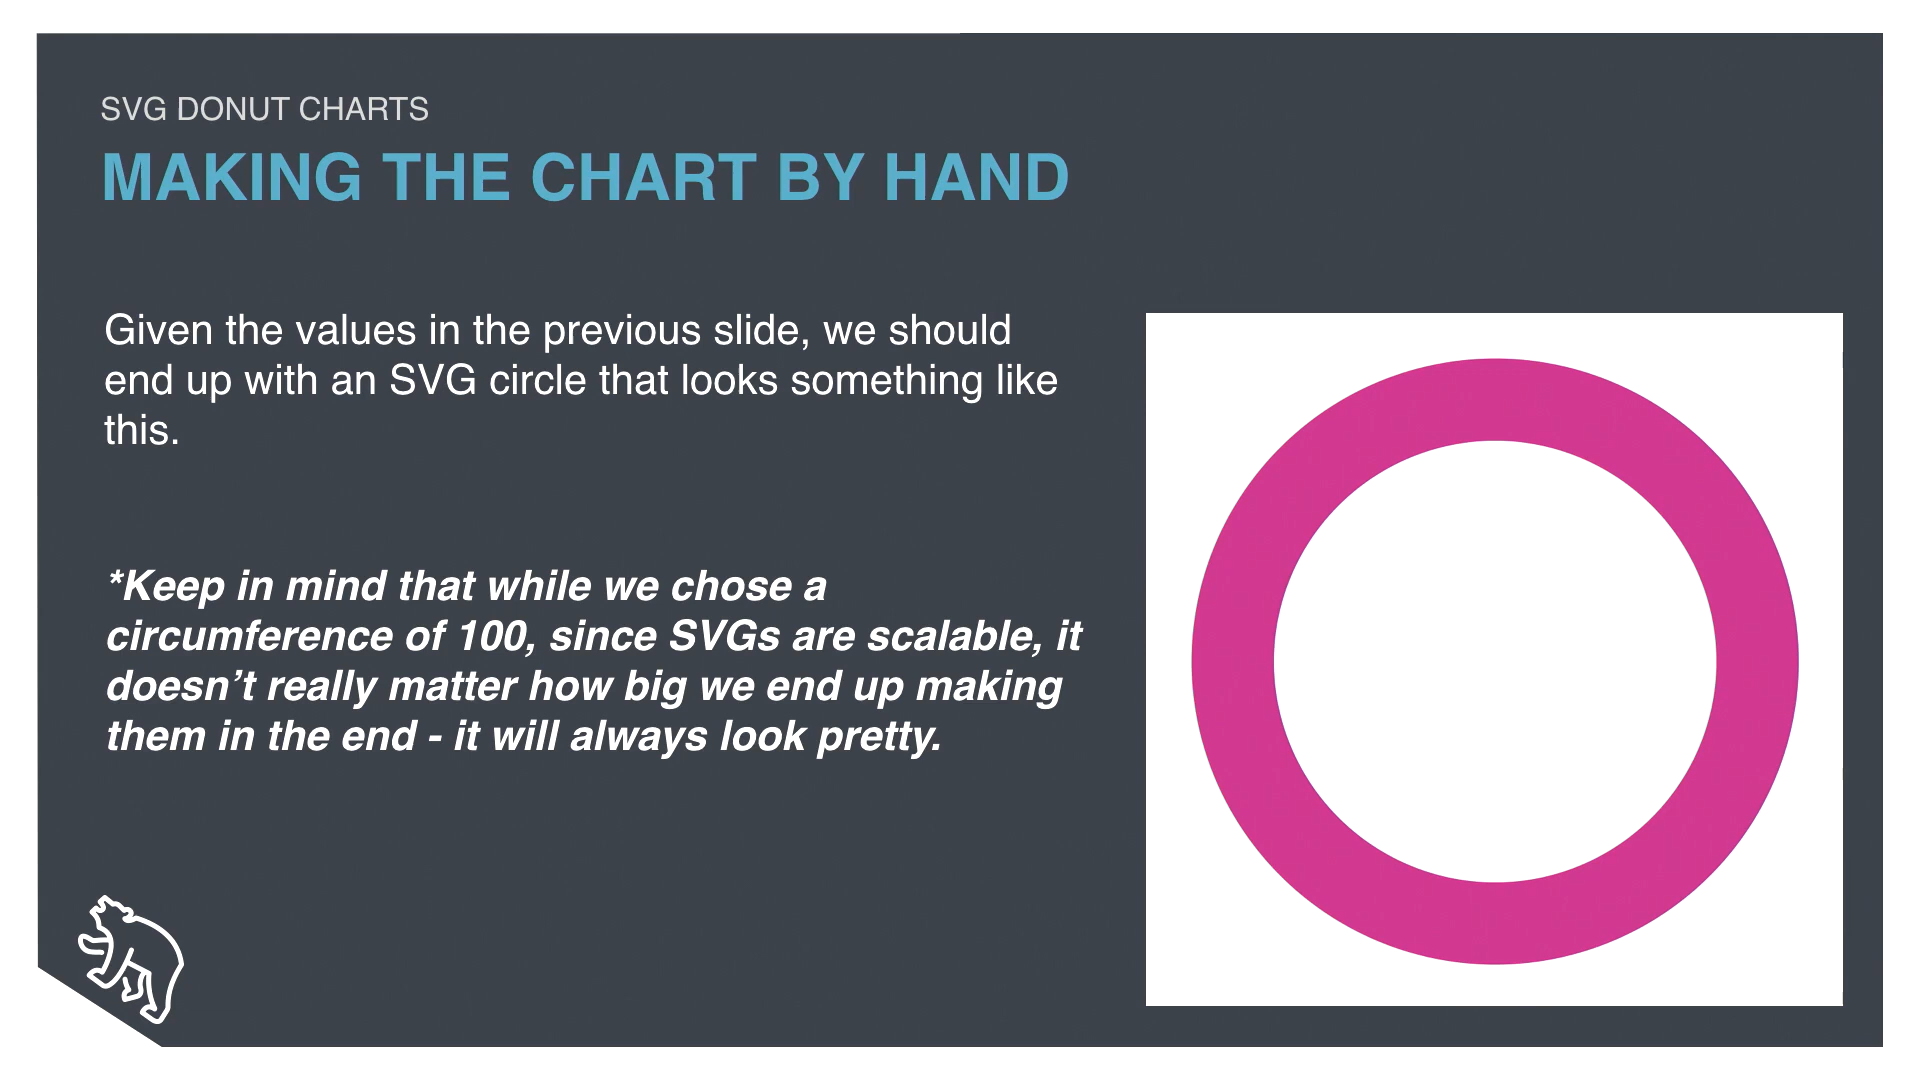 SVG DONUT CHARTS
MAKING THE CHART BY HAND
Given the values in the previous slide, we should
end up with an SVG circle that looks something like
this.
*Keep in mind that while we chose a
circumference of 100, since SVGs are scalable, it
doesn’t really matter how big we end up making
them in the end - it will always look pretty.